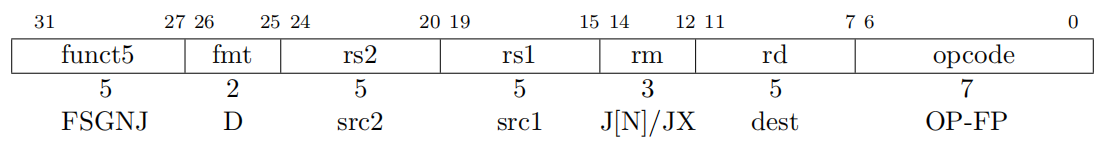 31 27 26 25 24 20 19 15 14 12 11 7 6 0
funct5 fmt rs2 rs1 rm rd opcode
5 2 5 5 3 5 7
FSGNJ D src2 src1 J[N]/JX dest OP-FP